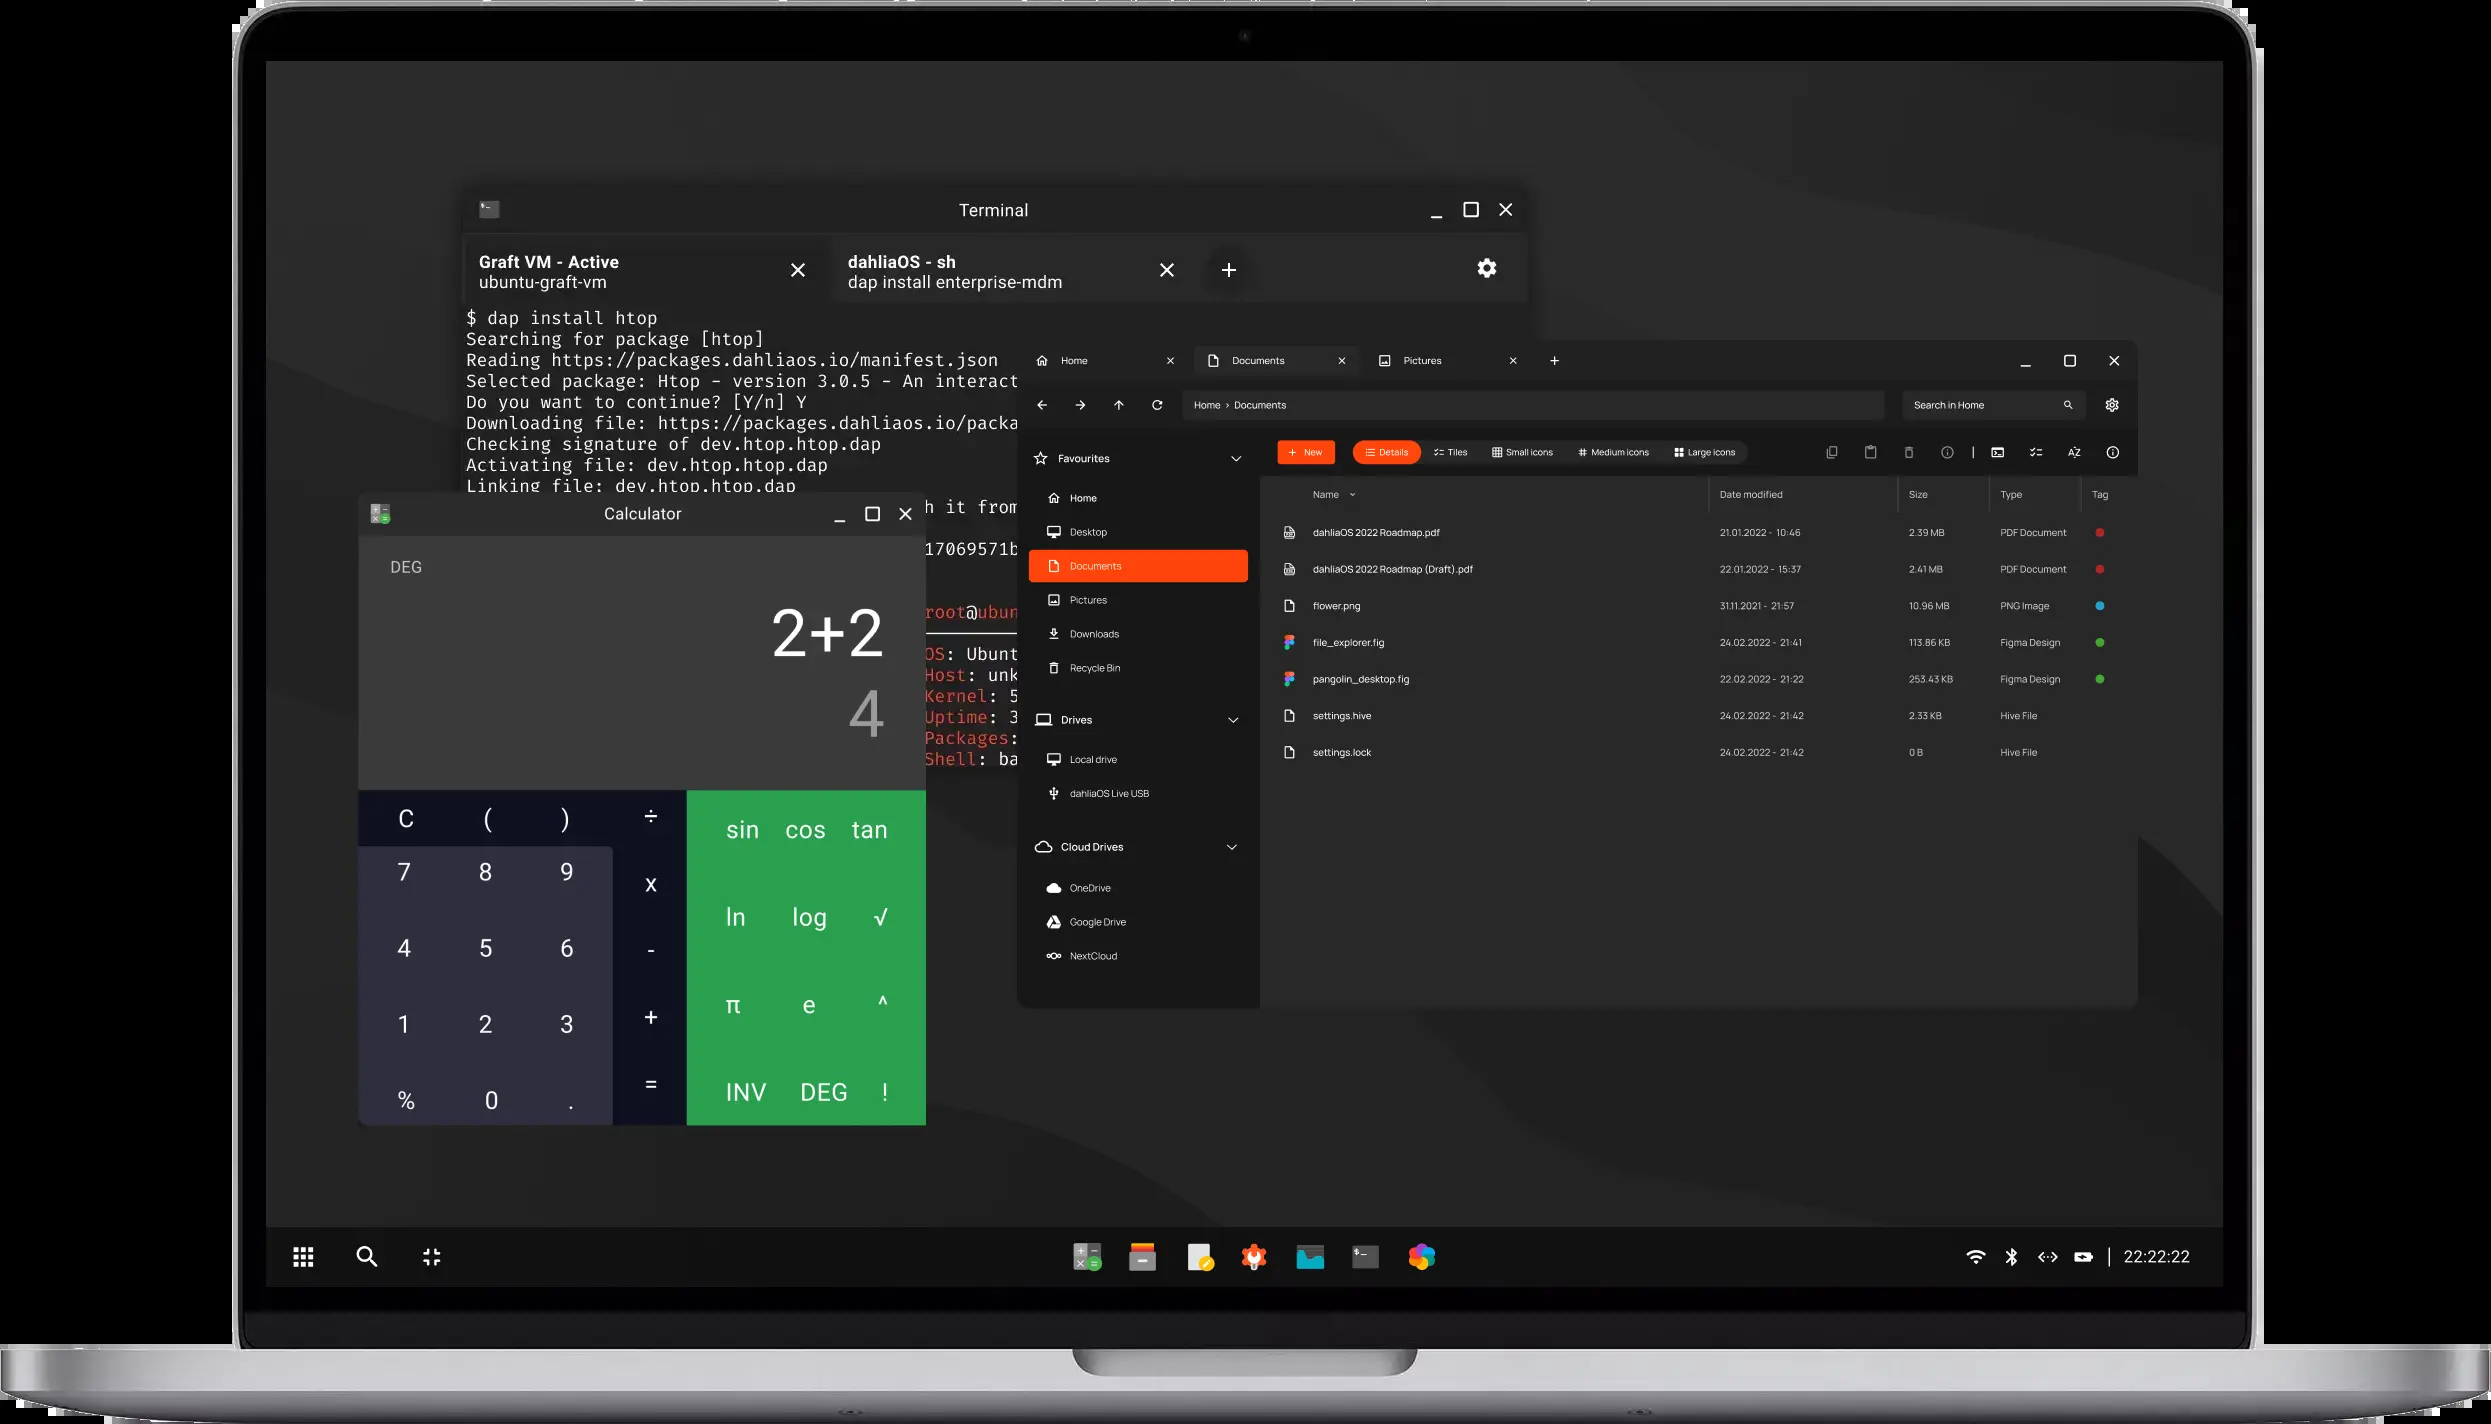 Terminal
Graft VM - Active
ubuntu-graft-vm
dahliaOS - sh
dap install enterprise-mdm
$ dap install htop
Searching for package [htop]
Reading https://packages.dahliaos.io/manifest.json
Selected package: Htop - version 3.0.5 - An interact
Do you want to continue? [Y/n] Y
Downloading file: https://packages.dahliaos.io/packa
Checking signature of dev.htop.htop.dap
Activating file: dev.htop.htop.dap
Linking file: dev.htop.htop.dap
h it from
17069571b
root@ubun
OS: Ubunt
Host: unk
Kernel: 5
Uptime: 3
Packages:
Shell: ba
Calculator
DEG
2+2
4
C ( ) ÷
7 8 9 x
4 5 6 -
1 2 3 +
% 0 . =
sin cos tan
ln log √
π e ^
INV DEG !
Home Documents Pictures
Home › Documents
Search in Home
Favourites
Home
Desktop
Documents
Pictures
Downloads
Recycle Bin
Drives
Local drive
dahliaOS Live USB
Cloud Drives
OneDrive
Google Drive
NextCloud
+ New Details Tiles Small icons Medium icons Large icons
Name Date modified Size Type Tag
dahliaOS 2022 Roadmap.pdf 21.01.2022 - 10:46 2.39 MB PDF Document
dahliaOS 2022 Roadmap (Draft).pdf 22.01.2022 - 15:37 2.41 MB PDF Document
flower.png 31.11.2021 - 21:57 10.96 MB PNG Image
file_explorer.fig 24.02.2022 - 21:41 113.86 KB Figma Design
pangolin_desktop.fig 22.02.2022 - 21:22 253.43 KB Figma Design
settings.hive 24.02.2022 - 21:42 2.33 KB Hive File
settings.lock 24.02.2022 - 21:42 0 B Hive File
22:22:22